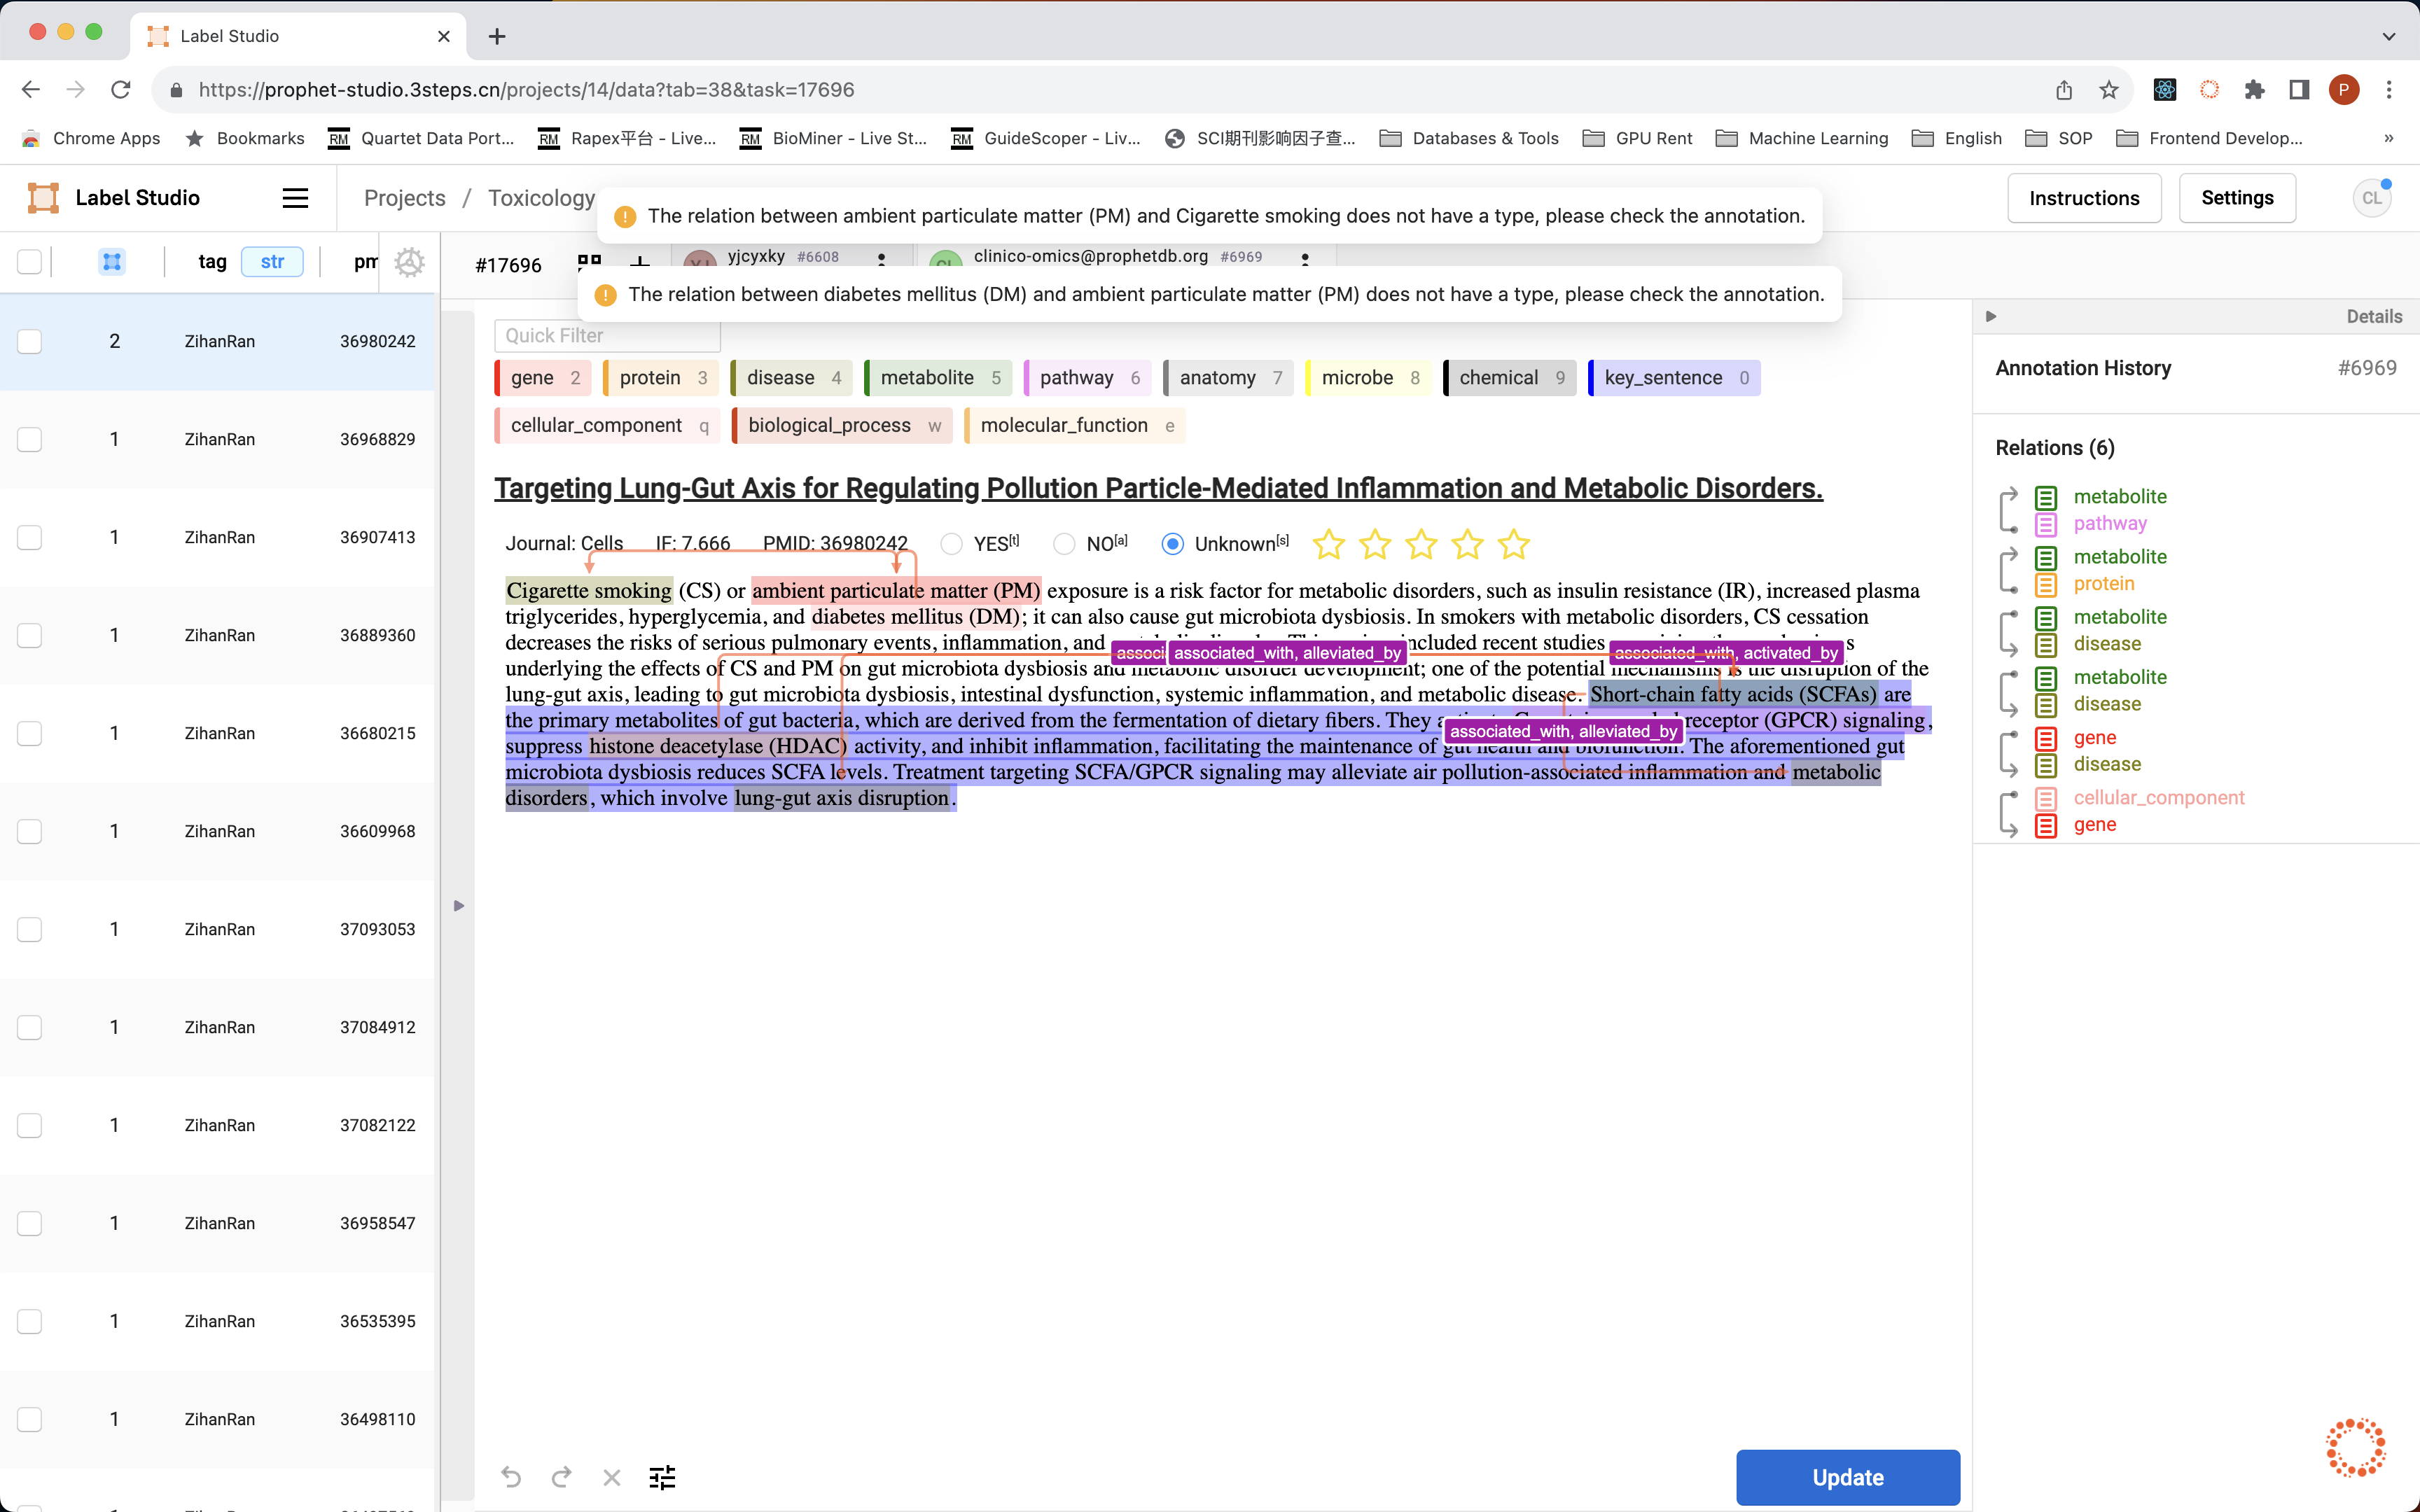 Label Studio
https://prophet-studio.3steps.cn/projects/14/data?tab=38&task=17696
P
Chrome Apps
Bookmarks
RM Quartet Data Port...
RM Rapex平台 - Live...
RM BioMiner - Live St...
RM GuideScoper - Liv...
SCI期刊影响因子查...
Databases & Tools
GPU Rent
Machine Learning
English
SOP
Frontend Develop...
»
Label Studio
Projects / Toxicology
The relation between ambient particulate matter (PM) and Cigarette smoking does not have a type, please check the annotation.
Instructions
Settings
CL
tag str pm
#17696
yjcyxky #6608
clinico-omics@prophetdb.org #6969
The relation between diabetes mellitus (DM) and ambient particulate matter (PM) does not have a type, please check the annotation.
2 ZihanRan 36980242
1 ZihanRan 36968829
1 ZihanRan 36907413
1 ZihanRan 36889360
1 ZihanRan 36680215
1 ZihanRan 36609968
1 ZihanRan 37093053
1 ZihanRan 37084912
1 ZihanRan 37082122
1 ZihanRan 36958547
1 ZihanRan 36535395
1 ZihanRan 36498110
Quick Filter
gene 2 protein 3 disease 4 metabolite 5 pathway 6 anatomy 7 microbe 8 chemical 9 key_sentence 0
cellular_component q biological_process w molecular_function e
Targeting Lung-Gut Axis for Regulating Pollution Particle-Mediated Inflammation and Metabolic Disorders.
Journal: Cells IF: 7.666 PMID: 36980242 YES[t] NO[a] Unknown[s]
Cigarette smoking (CS) or ambient particulate matter (PM) exposure is a risk factor for metabolic disorders, such as insulin resistance (IR), increased plasma
triglycerides, hyperglycemia, and diabetes mellitus (DM); it can also cause gut microbiota dysbiosis. In smokers with metabolic disorders, CS cessation
decreases the risks of serious pulmonary events, inflammation, and included recent studies
associ associated_with, alleviated_by associated_with, activated_by
underlying the effects of CS and PM on gut microbiota dysbiosis and metabolic disorder development; one of the potential mechanisms is the disruption of the
lung-gut axis, leading to gut microbiota dysbiosis, intestinal dysfunction, systemic inflammation, and metabolic disease. Short-chain fatty acids (SCFAs) are
the primary metabolites of gut bacteria, which are derived from the fermentation of dietary fibers. They receptor (GPCR) signaling,
associated_with, alleviated_by
suppress histone deacetylase (HDAC) activity, and inhibit inflammation, facilitating the maintenance of gut health and biofunction. The aforementioned gut
microbiota dysbiosis reduces SCFA levels. Treatment targeting SCFA/GPCR signaling may alleviate air pollution-associated inflammation and metabolic
disorders, which involve lung-gut axis disruption.
Update
Details
Annotation History #6969
Relations (6)
metabolite
pathway
metabolite
protein
metabolite
disease
metabolite
disease
gene
disease
cellular_component
gene